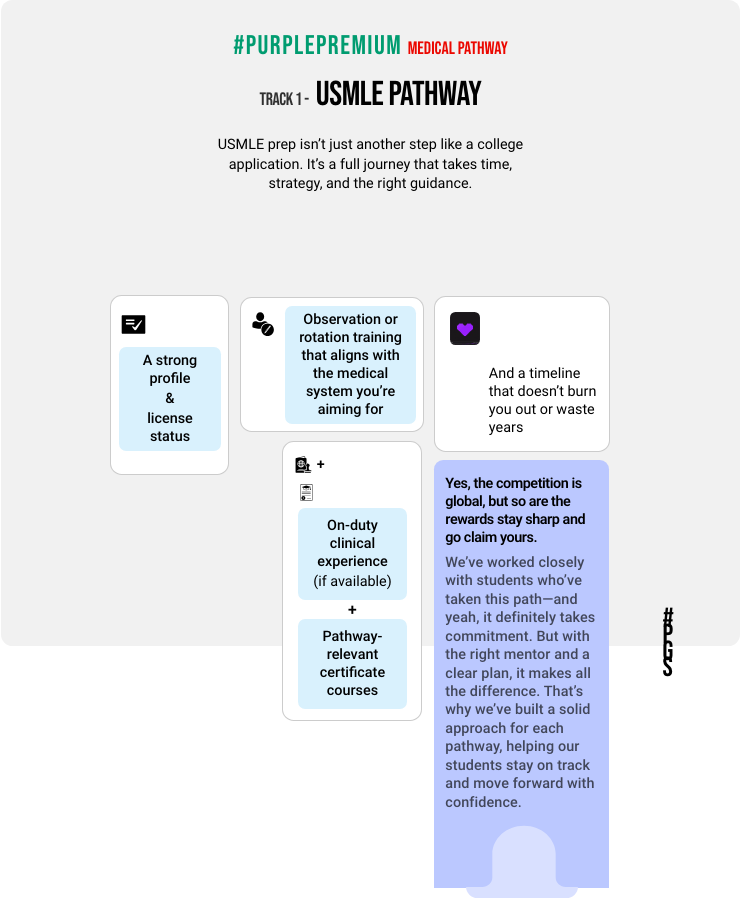 #PURPLEPREMIUM MEDICAL PATHWAY
TRACK 1 - USMLE PATHWAY
USMLE prep isn’t just another step like a college
application. It’s a full journey that takes time,
strategy, and the right guidance.
A strong
profile
&
license
status
Observation or
rotation training
that aligns with
the medical
system you’re
aiming for
And a timeline
that doesn’t burn
you out or waste
years
+
On-duty
clinical
experience
(if available)
+
Pathway-
relevant
certificate
courses
Yes, the competition is
global, but so are the
rewards stay sharp and
go claim yours.
We’ve worked closely
with students who’ve
taken this path—and
yeah, it definitely takes
commitment. But with
the right mentor and a
clear plan, it makes all
the difference. That’s
why we’ve built a solid
approach for each
pathway, helping our
students stay on track
and move forward with
confidence.
#
P
G
S